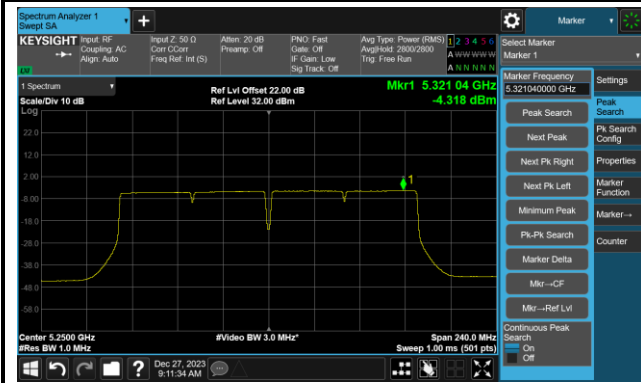 Spectrum Analyzer 1
Swept SA
Marker
KEYSIGHT
Input: RF
Coupling: AC
Align: Auto
Input Z: 50 Ω
Corr CCorr
Freq Ref: Int (S)
Atten: 20 dB
Preamp: Off
PNO: Fast
Gate: Off
IF Gain: Low
Sig Track: Off
Avg Type: Power (RMS)
Avg|Hold: 2800/2800
Trig: Free Run
1 2 3 4 5 6
A W W W W W
A N N N N N
Select Marker
Marker 1
1 Spectrum
Scale/Div 10 dB
Log
Ref Lvl Offset 22.00 dB
Ref Level 32.00 dBm
Mkr1 5.321 04 GHz
-4.318 dBm
22.0
12.0
2.00
-8.00
-18.0
-28.0
-38.0
-48.0
-58.0
1
Center 5.2500 GHz
#Res BW 1.0 MHz
#Video BW 3.0 MHz*
Span 240.0 MHz
Sweep 1.00 ms (501 pts)
Marker Frequency
5.321040000 GHz
Peak Search
Next Peak
Next Pk Right
Next Pk Left
Minimum Peak
Pk-Pk Search
Marker Delta
Mkr→CF
Mkr→Ref Lvl
Continuous Peak
Search
On
Off
Settings
Peak
Search
Pk Search
Config
Properties
Marker
Function
Marker→
Counter
?
Dec 27, 2023
9:11:34 AM